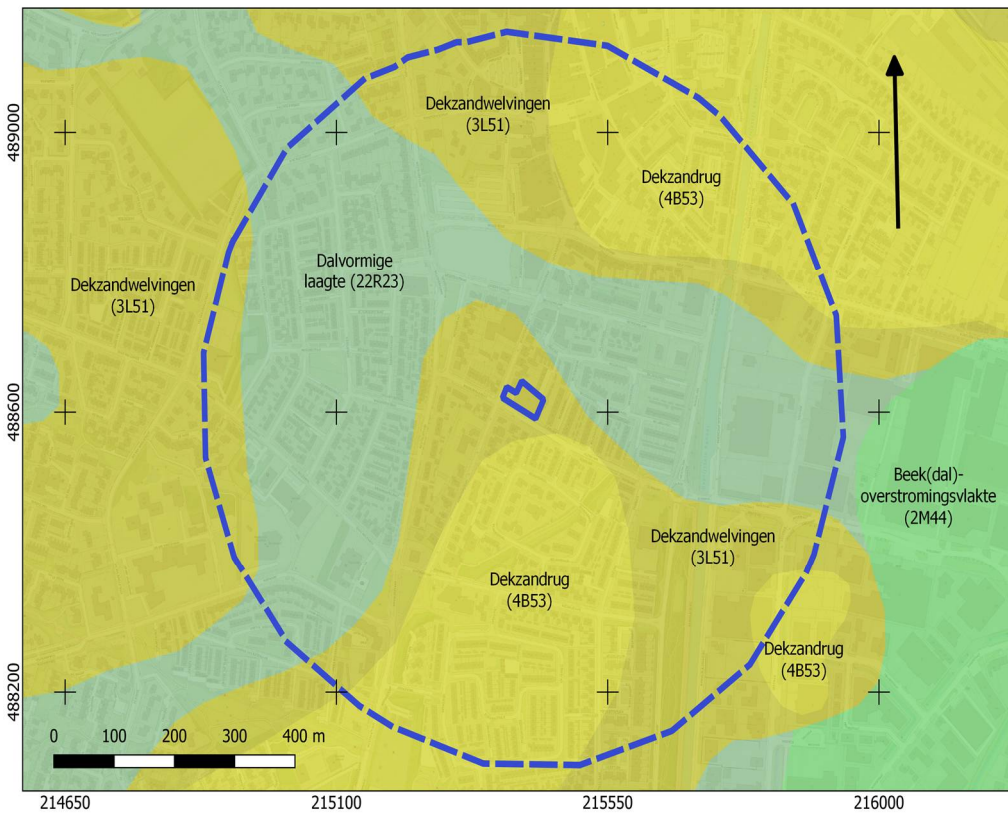 489000
488600
488200
Dekzandwelvingen
(3L51)
Dekzandrug
(4B53)
Dalvormige
laagte (22R23)
Dekzandwelvingen
(3L51)
Beek(dal)-
overstromingsvlakte
(2M44)
Dekzandwelvingen
(3L51)
Dekzandrug
(4B53)
Dekzandrug
(4B53)
0 100 200 300 400 m
214650 215100 215550 216000